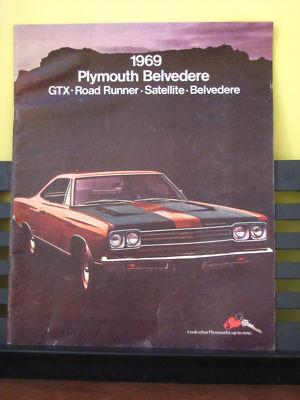 1969
Plymouth Belvedere
GTX · Road Runner · Satellite · Belvedere
Look what Plymouth's up to now.